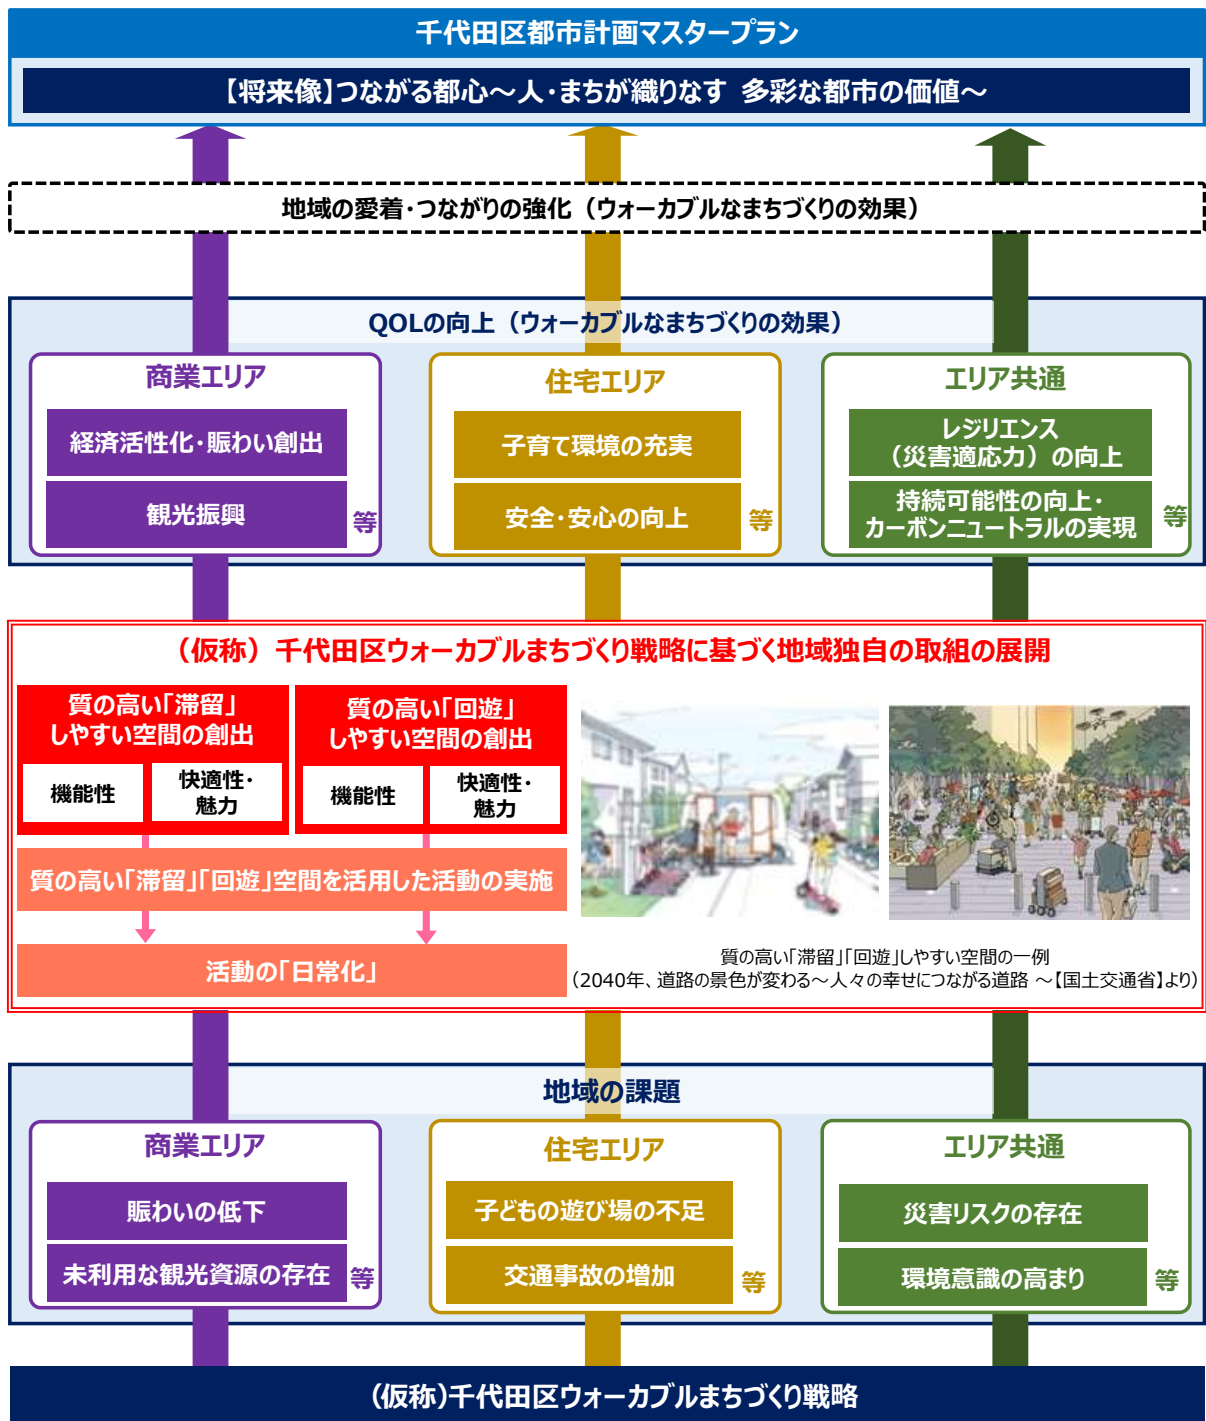 千代田区都市計画マスタープラン
【将来像】つながる都心～人・まちが織りなす 多彩な都市の価値～
地域の愛着・つながりの強化（ウォーカブルなまちづくりの効果）
QOLの向上（ウォーカブルなまちづくりの効果）
商業エリア
経済活性化・賑わい創出
観光振興
等
住宅エリア
子育て環境の充実
安全・安心の向上
等
エリア共通
レジリエンス
（災害適応力）の向上
持続可能性の向上・
カーボンニュートラルの実現
等
（仮称）千代田区ウォーカブルまちづくり戦略に基づく地域独自の取組の展開
質の高い「滞留」
しやすい空間の創出
機能性
快適性・
魅力
質の高い「回遊」
しやすい空間の創出
機能性
快適性・
魅力
質の高い「滞留」「回遊」空間を活用した活動の実施
活動の「日常化」
質の高い「滞留」「回遊」しやすい空間の一例
（2040年、道路の景色が変わる～人々の幸せにつながる道路 ～【国土交通省】より）
地域の課題
商業エリア
賑わいの低下
未利用な観光資源の存在
等
住宅エリア
子どもの遊び場の不足
交通事故の増加
等
エリア共通
災害リスクの存在
環境意識の高まり
等
（仮称）千代田区ウォーカブルまちづくり戦略